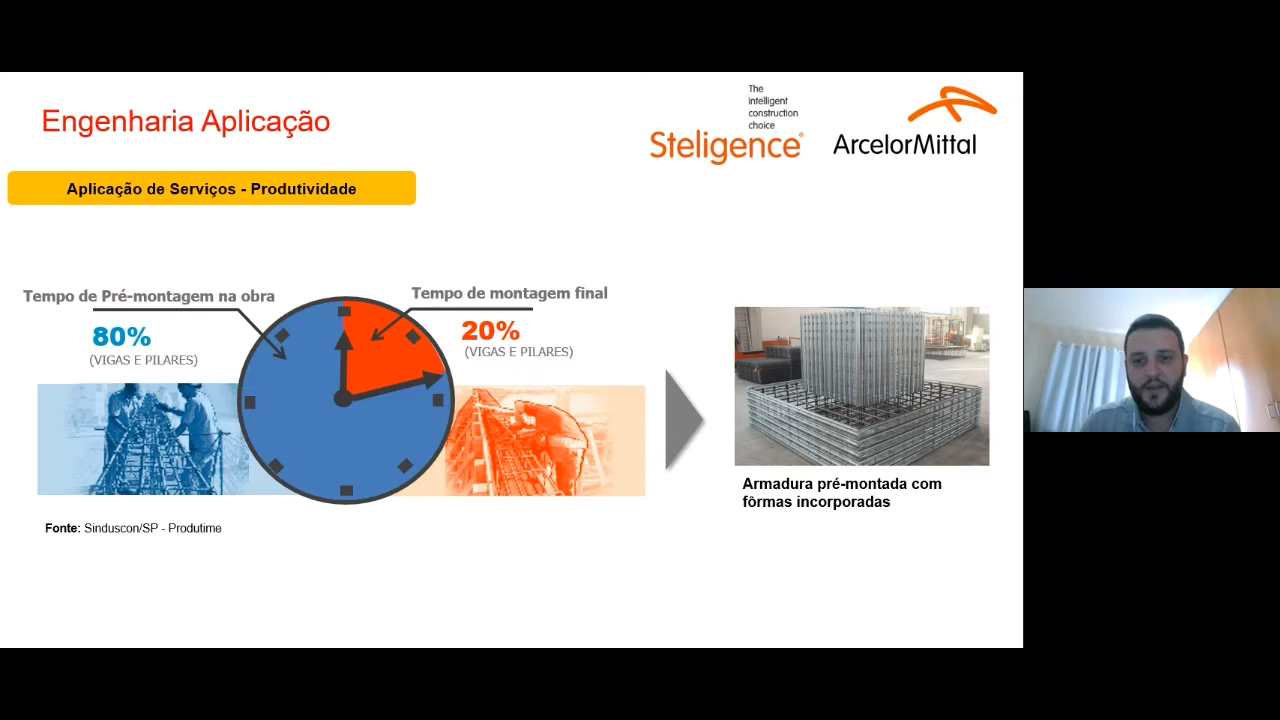 Engenharia Aplicação
The
intelligent
construction
choice
Steligence®
ArcelorMittal
Aplicação de Serviços - Produtividade
Tempo de Pré-montagem na obra
80%
(VIGAS E PILARES)
Tempo de montagem final
20%
(VIGAS E PILARES)
Armadura pré-montada com
fôrmas incorporadas
Fonte: Sinduscon/SP - Produtime